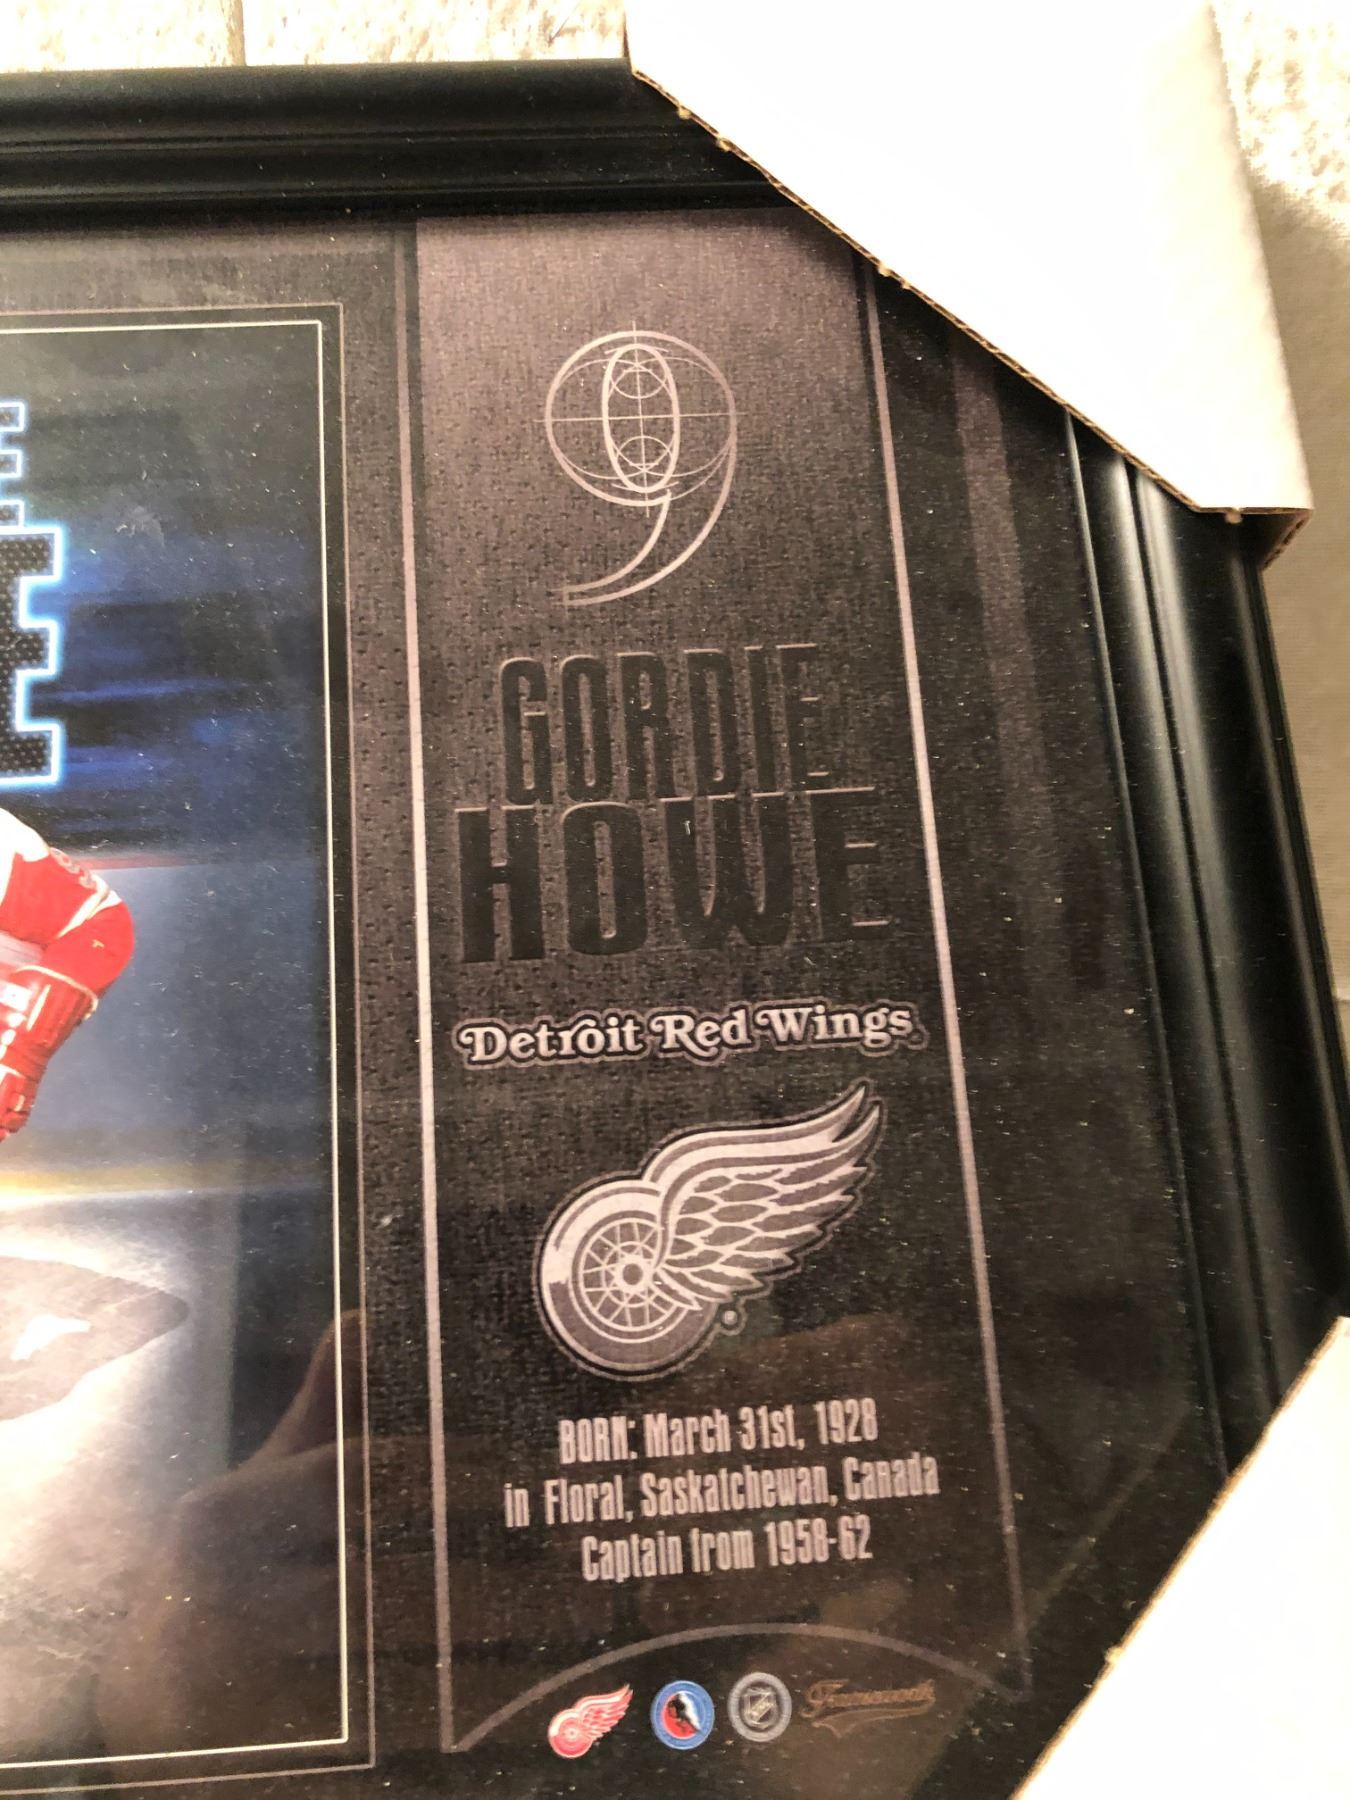 9
GORDIE
HOWE
Detroit Red Wings
BORN: March 31st, 1928
in Floral, Saskatchewan, Canada
Captain from 1958-62